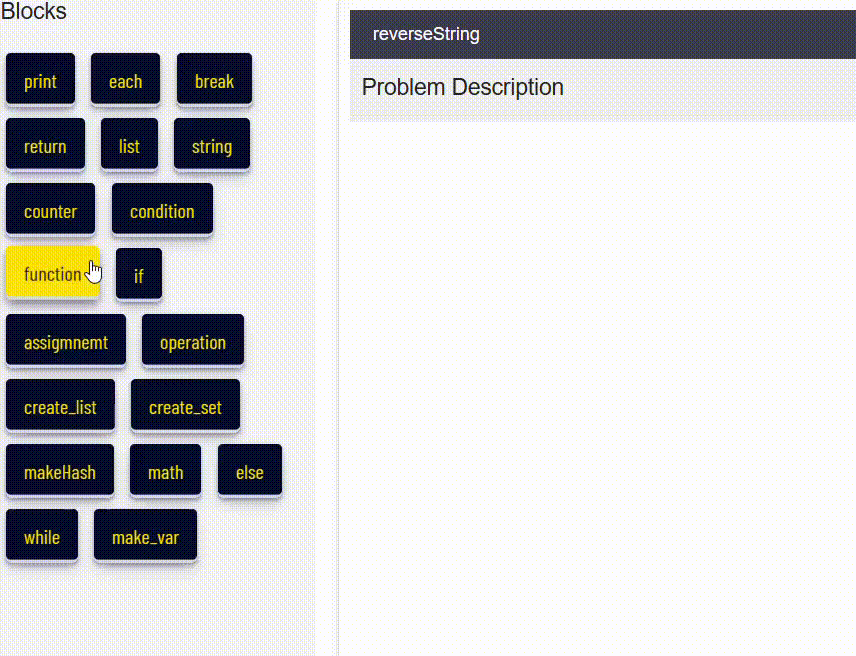 Blocks
print each break
return list string
counter condition
function if
assigmnemt operation
create_list create_set
makeHash math else
while make_var
reverseString
Problem Description